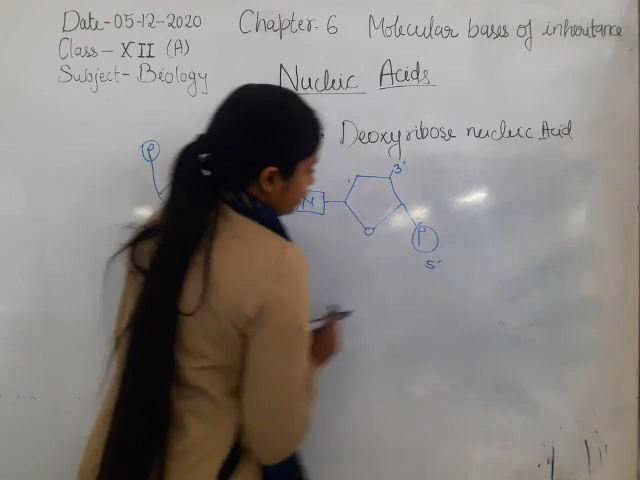 Date-05-12-2020
Chapter-6 Molecular bases of inheritance
Class-XII (A)
Subject-Biology
Nucleic Acids
Deoxyribose nucleic Acid
P
3'
N
P
5'